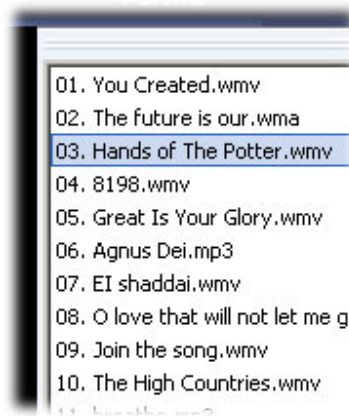 01. You Created.wmv
02. The future is our.wma
03. Hands of The Potter.wmv
04. 8198.wmv
05. Great Is Your Glory.wmv
06. Agnus Dei.mp3
07. EI shaddai.wmv
08. O love that will not let me g
09. Join the song.wmv
10. The High Countries.wmv